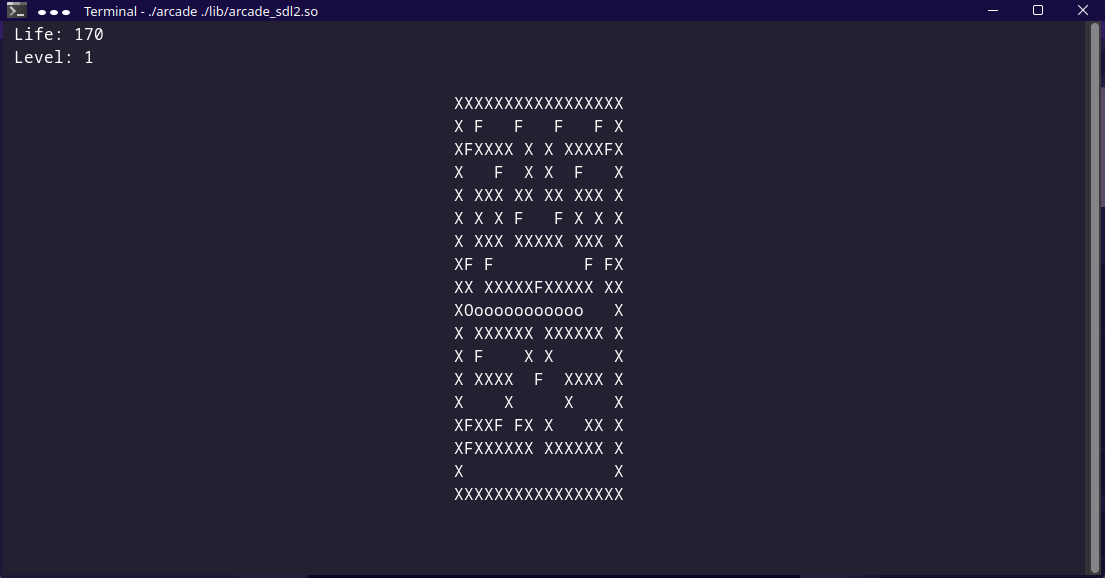 Terminal - ./arcade ./lib/arcade_sdl2.so
Life: 170
Level: 1
XXXXXXXXXXXXXXXXX
X F   F   F   F X
XFXXXX X X XXXXFX
X   F  X X  F   X
X XXX XX XX XXX X
X X X F   F X X X
X XXX XXXXX XXX X
XF F         F FX
XX XXXXXFXXXXX XX
XOooooooooooo   X
X XXXXXX XXXXXX X
X F    X X      X
X XXXX  F  XXXX X
X    X     X    X
XFXXF FX X   XX X
XFXXXXXX XXXXXX X
X               X
XXXXXXXXXXXXXXXXX